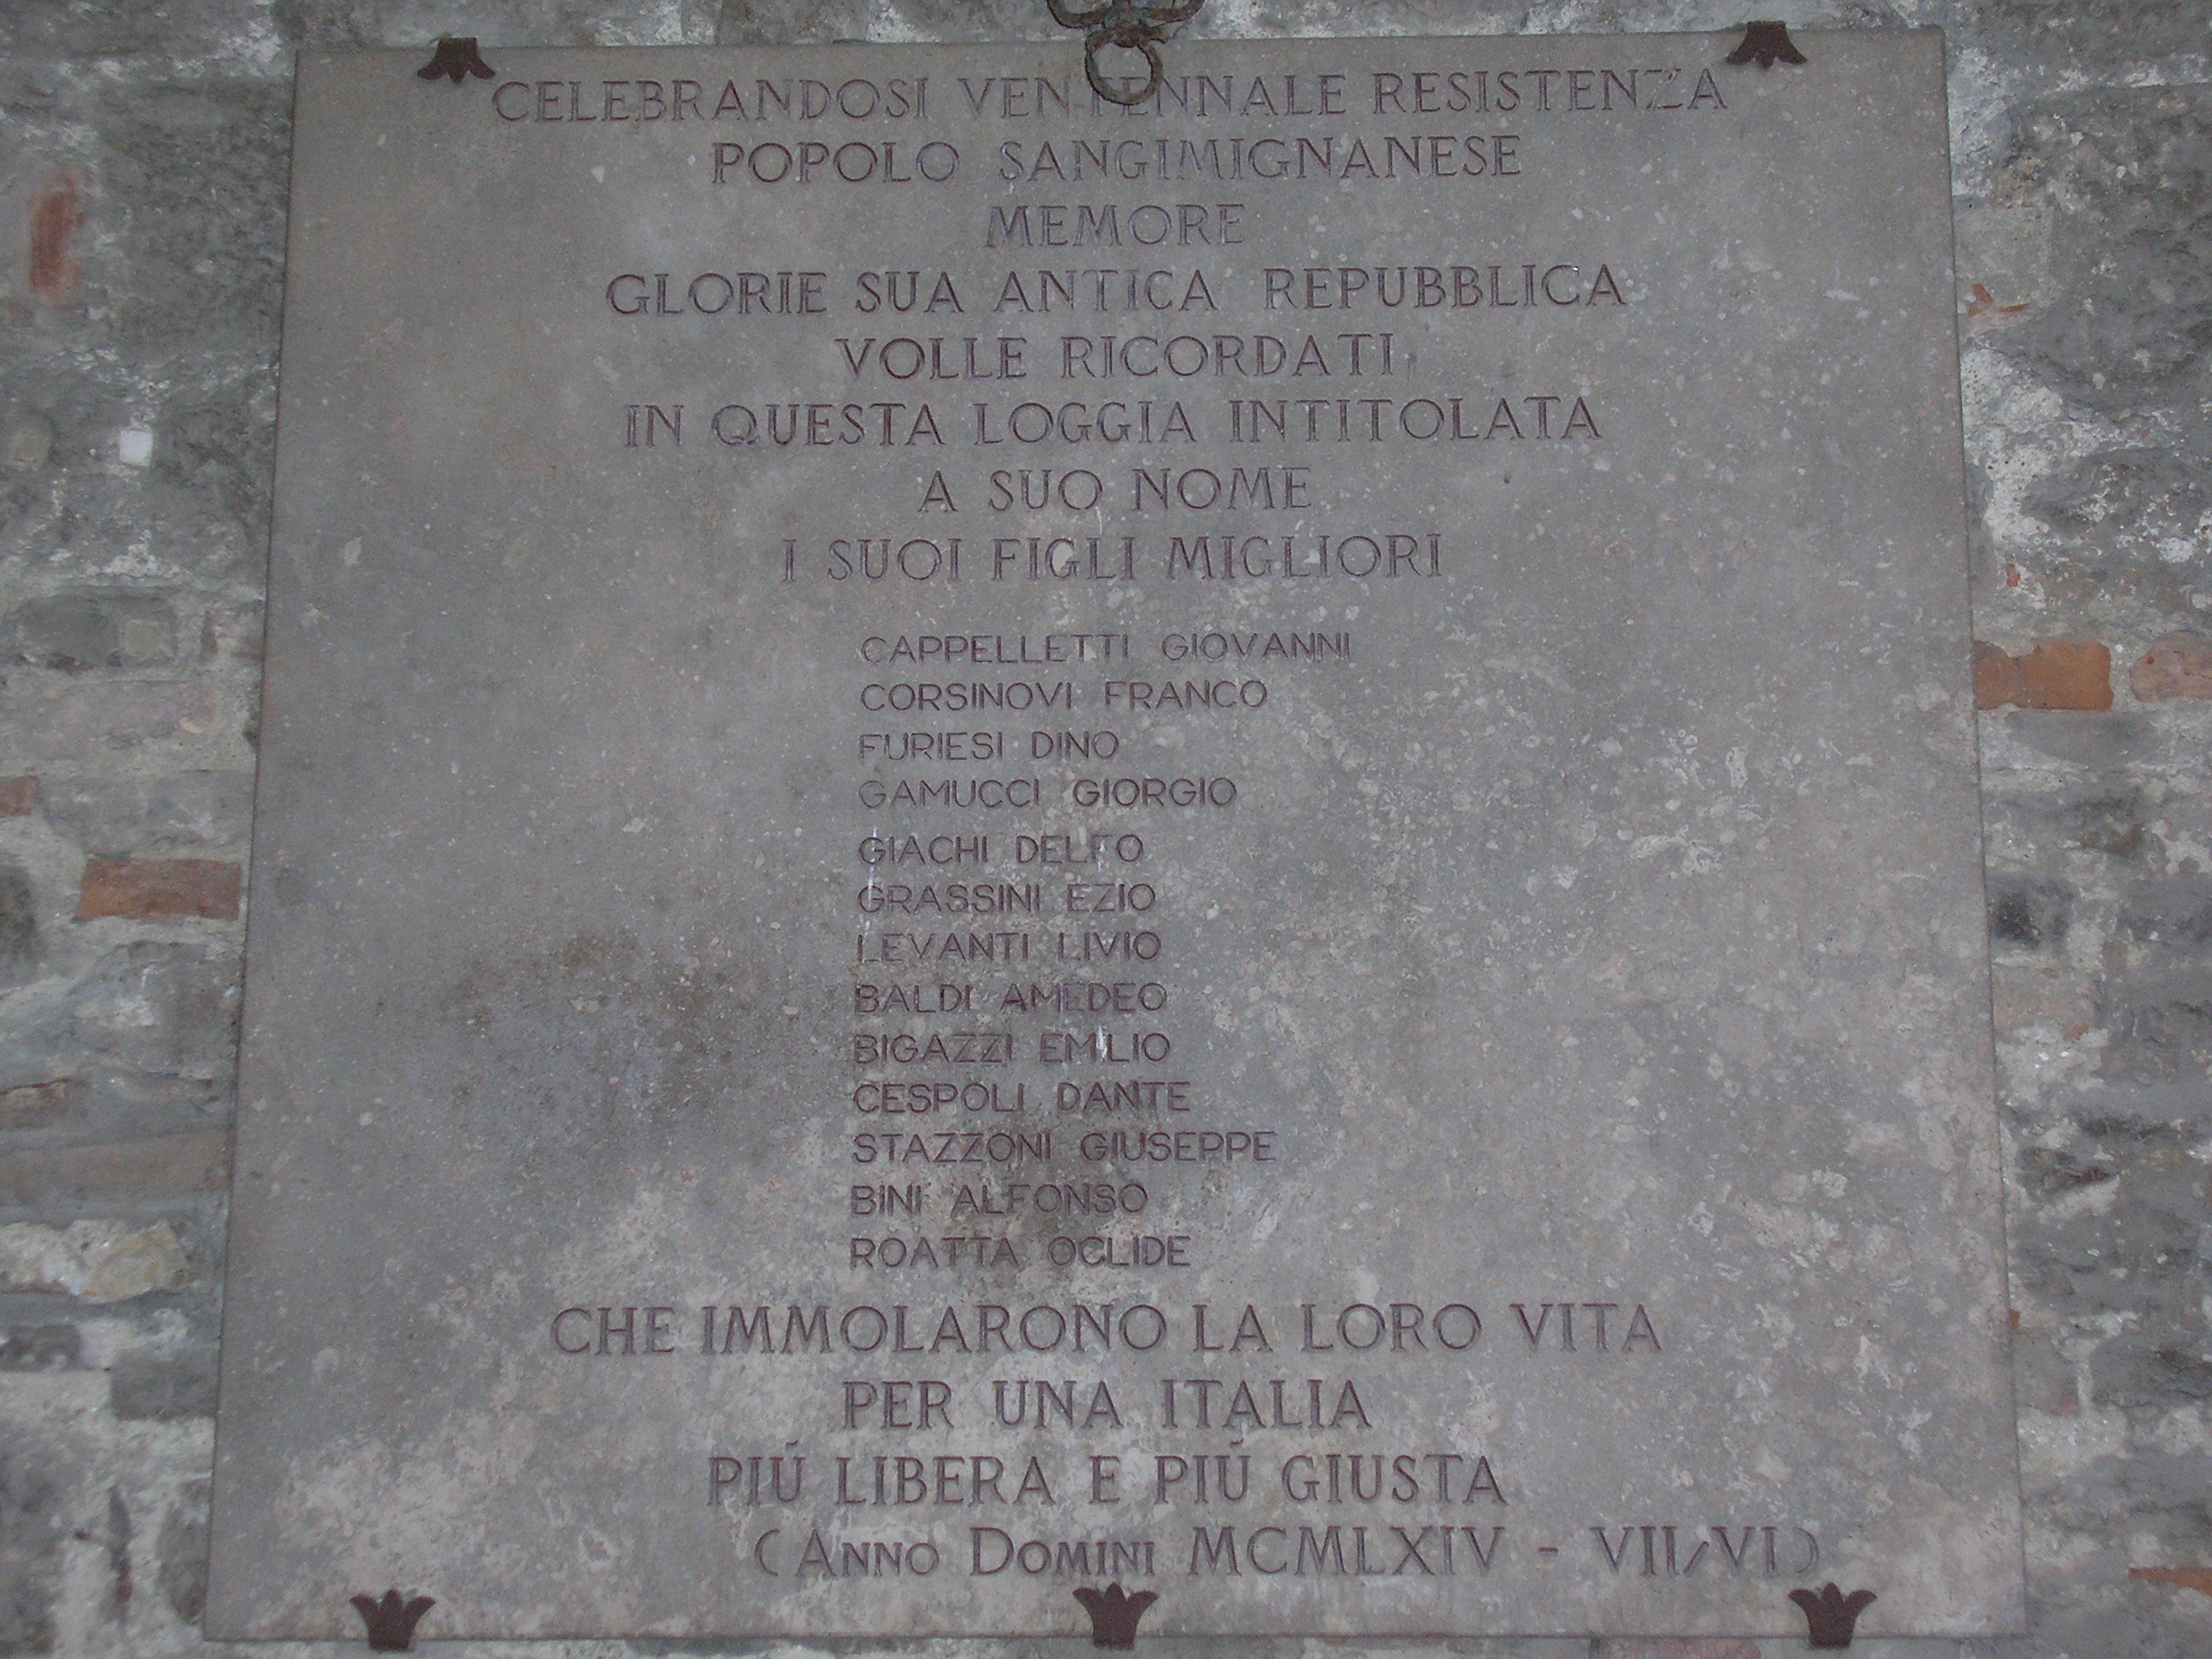 CELEBRANDOSI VENTENNALE RESISTENZA
POPOLO SANGIMIGNANESE
MEMORE
GLORIE SUA ANTICA REPUBBLICA
VOLLE RICORDATI
IN QUESTA LOGGIA INTITOLATA
A SUO NOME
I SUOI FIGLI MIGLIORI
CAPPELLETTI GIOVANNI
CORSINOVI FRANCO
FURIESI DINO
GAMUCCI GIORGIO
GIACHI DELFO
GRASSINI EZIO
LEVANTI LIVIO
BALDI AMEDEO
BIGAZZI EMILIO
CESPOLI DANTE
STAZZONI GIUSEPPE
BINI ALFONSO
ROATTA OCLIDE
CHE IMMOLARONO LA LORO VITA
PER UNA ITALIA
PIÚ LIBERA E PIÚ GIUSTA
(ANNO DOMINI MCMLXIV - VII/VI)